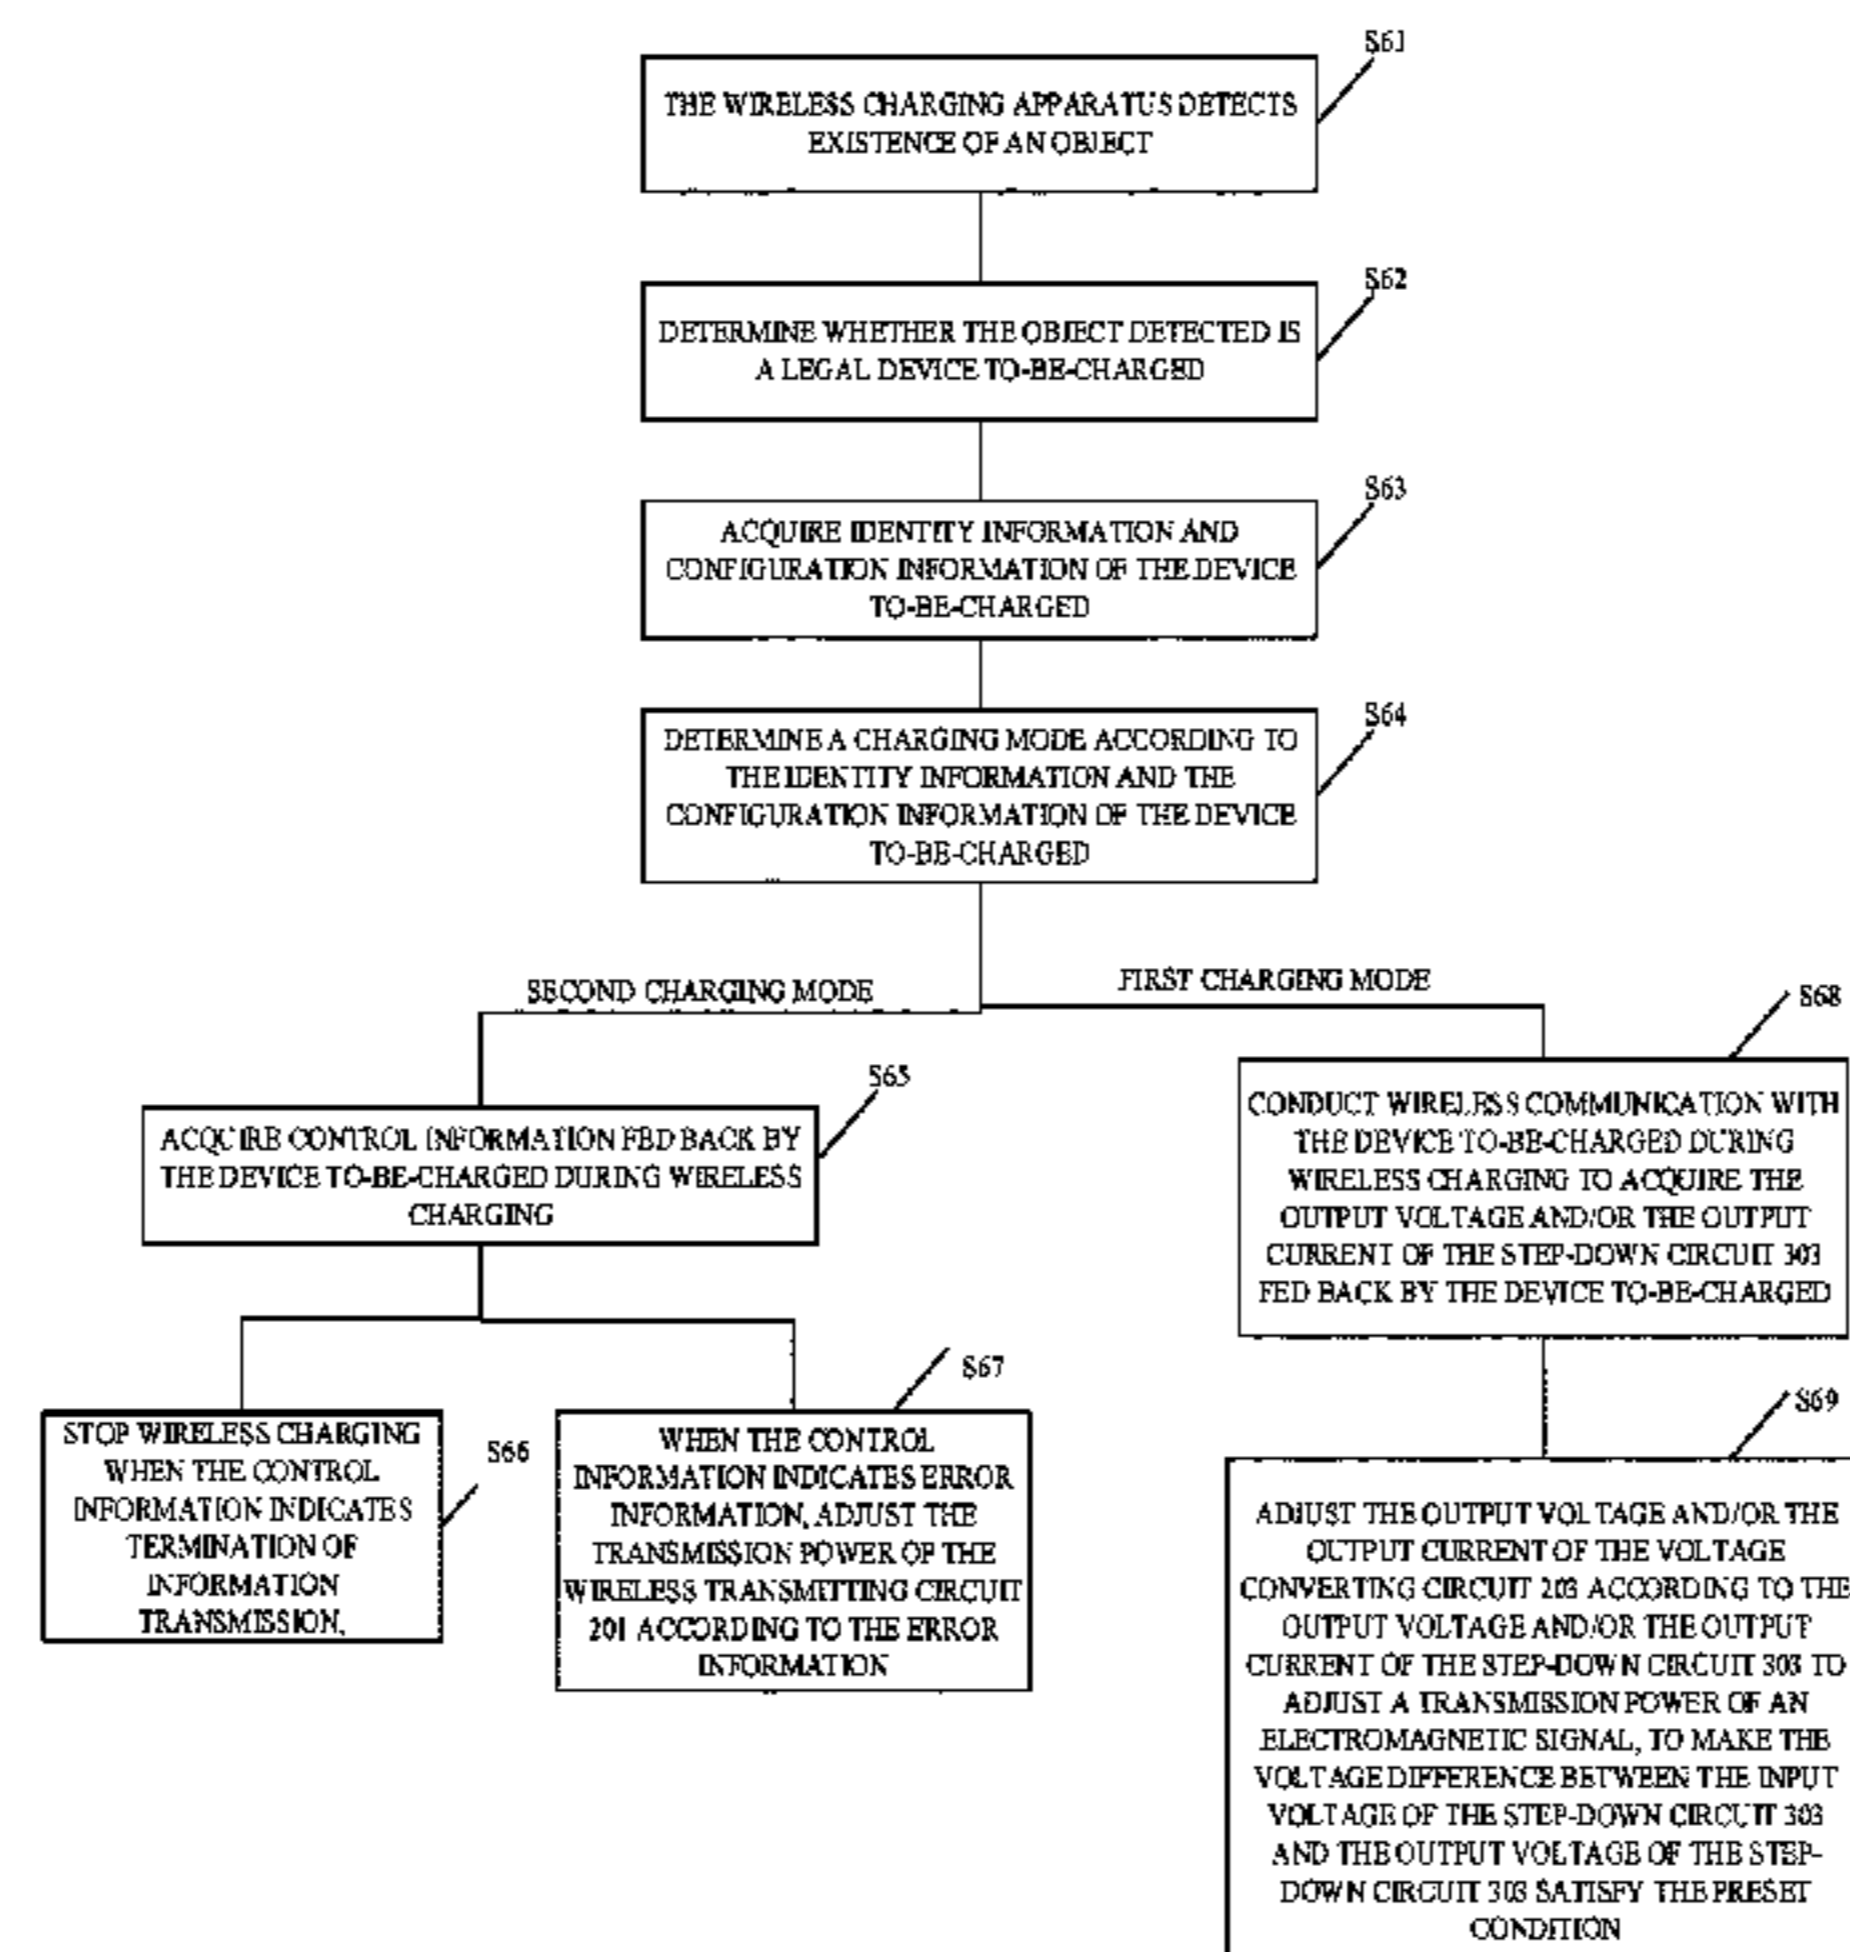 S61
THE WIRELESS CHARGING APPARATUS DETECTS
EXISTENCE OF AN OBJECT
S62
DETERMINE WHETHER THE OBJECT DETECTED IS
A LEGAL DEVICE TO-BE-CHARGED
S63
ACQUIRE IDENTITY INFORMATION AND
CONFIGURATION INFORMATION OF THE DEVICE
TO-BE-CHARGED
S64
DETERMINE A CHARGING MODE ACCORDING TO
THE IDENTITY INFORMATION AND THE
CONFIGURATION INFORMATION OF THE DEVICE
TO-BE-CHARGED
SECOND CHARGING MODE
FIRST CHARGING MODE
S65
ACQUIRE CONTROL INFORMATION FED BACK BY
THE DEVICE TO-BE-CHARGED DURING WIRELESS
CHARGING
S66
STOP WIRELESS CHARGING
WHEN THE CONTROL
INFORMATION INDICATES
TERMINATION OF
INFORMATION
TRANSMISSION,
S67
WHEN THE CONTROL
INFORMATION INDICATES ERROR
INFORMATION, ADJUST THE
TRANSMISSION POWER OF THE
WIRELESS TRANSMITTING CIRCUIT
201 ACCORDING TO THE ERROR
INFORMATION
S68
CONDUCT WIRELESS COMMUNICATION WITH
THE DEVICE TO-BE-CHARGED DURING
WIRELESS CHARGING TO ACQUIRE THE
OUTPUT VOLTAGE AND/OR THE OUTPUT
CURRENT OF THE STEP-DOWN CIRCUIT 303
FED BACK BY THE DEVICE TO-BE-CHARGED
S69
ADJUST THE OUTPUT VOLTAGE AND/OR THE
OUTPUT CURRENT OF THE VOLTAGE
CONVERTING CIRCUIT 203 ACCORDING TO THE
OUTPUT VOLTAGE AND/OR THE OUTPUT
CURRENT OF THE STEP-DOWN CIRCUIT 303 TO
ADJUST A TRANSMISSION POWER OF AN
ELECTROMAGNETIC SIGNAL, TO MAKE THE
VOLTAGE DIFFERENCE BETWEEN THE INPUT
VOLTAGE OF THE STEP-DOWN CIRCUIT 303
AND THE OUTPUT VOLTAGE OF THE STEP-
DOWN CIRCUIT 303 SATISFY THE PRESET
CONDITION